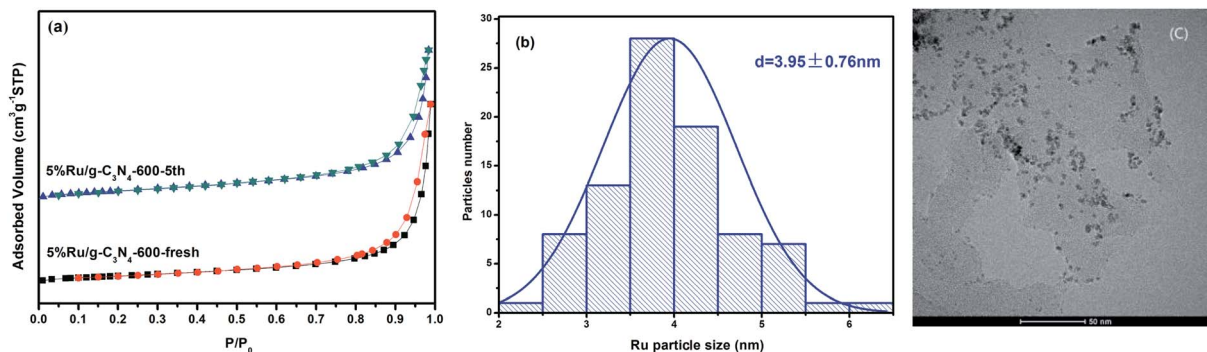 (a)
Adsorbed Volume (cm³g⁻¹STP)
5%Ru/g-C₃N₄-600-5th
5%Ru/g-C₃N₄-600-fresh
0.0 0.1 0.2 0.3 0.4 0.5 0.6 0.7 0.8 0.9 1.0
P/P₀
(b)
d=3.95±0.76nm
Particles number
30
25
20
15
10
5
0
2 3 4 5 6
Ru particle size (nm)
(C)
50 nm